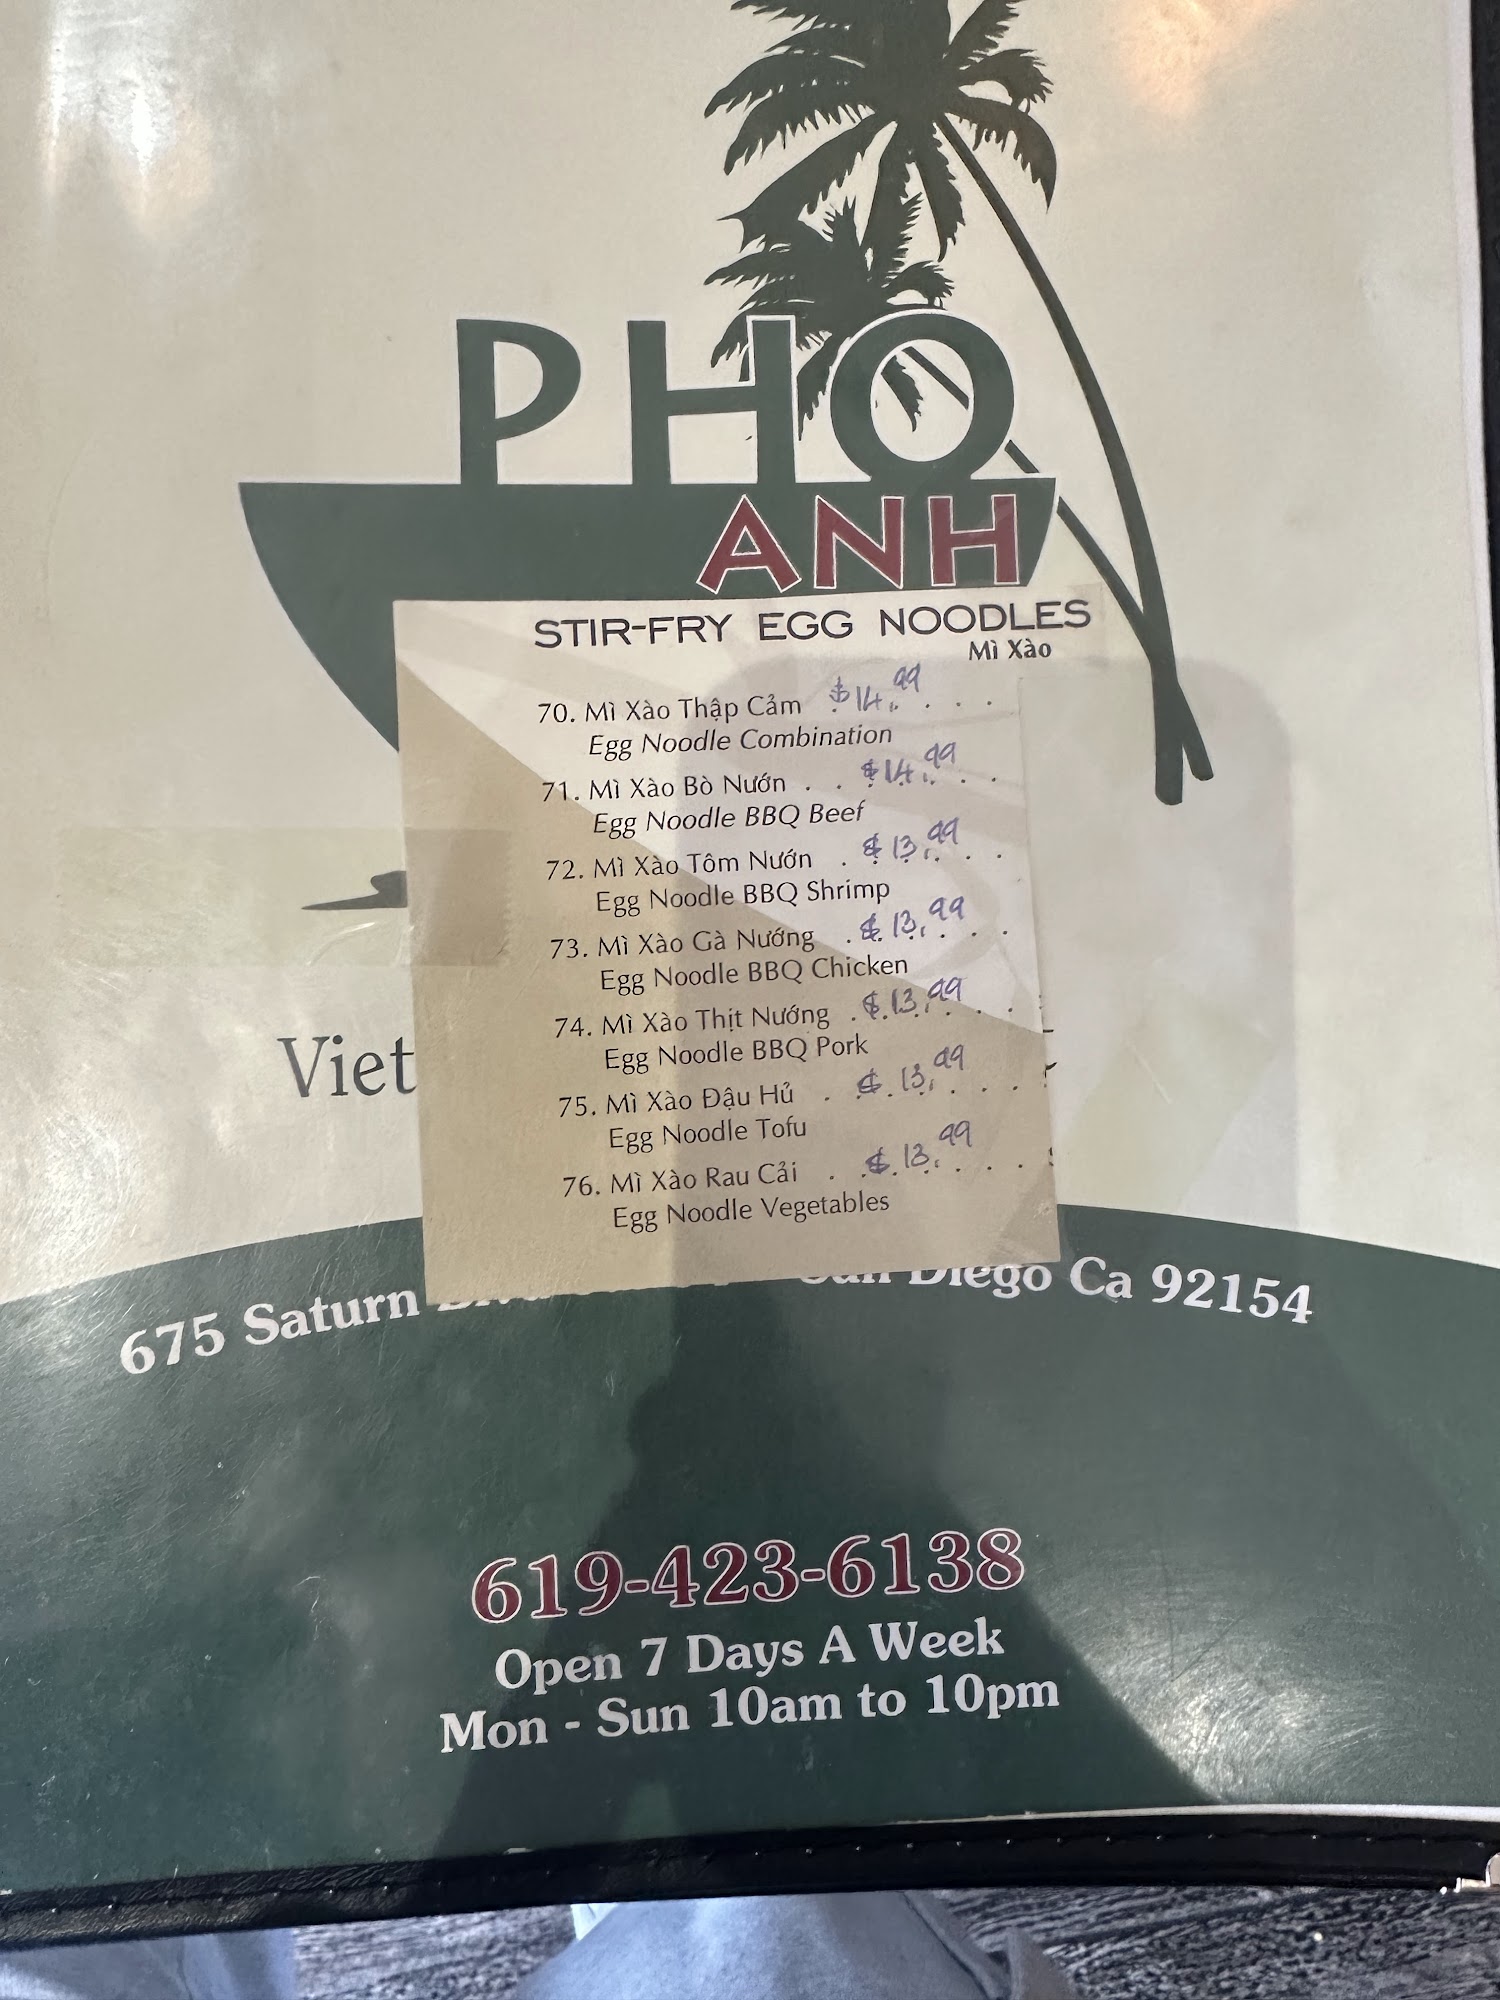 PHO
ANH
STIR-FRY EGG NOODLES
Mì Xào
70. Mì Xào Thập Cẩm $14.99
Egg Noodle Combination
71. Mì Xào Bò Nướn . . $14.99
Egg Noodle BBQ Beef
72. Mì Xào Tôm Nướn . $13.99
Egg Noodle BBQ Shrimp
73. Mì Xào Gà Nướng . $13.99
Egg Noodle BBQ Chicken
74. Mì Xào Thịt Nướng . $13.99
Egg Noodle BBQ Pork
75. Mì Xào Đậu Hủ . $13.99
Egg Noodle Tofu
76. Mì Xào Rau Cải . $13.99
Egg Noodle Vegetables
Viet
675 Saturn San Diego Ca 92154
619-423-6138
Open 7 Days A Week
Mon - Sun 10am to 10pm